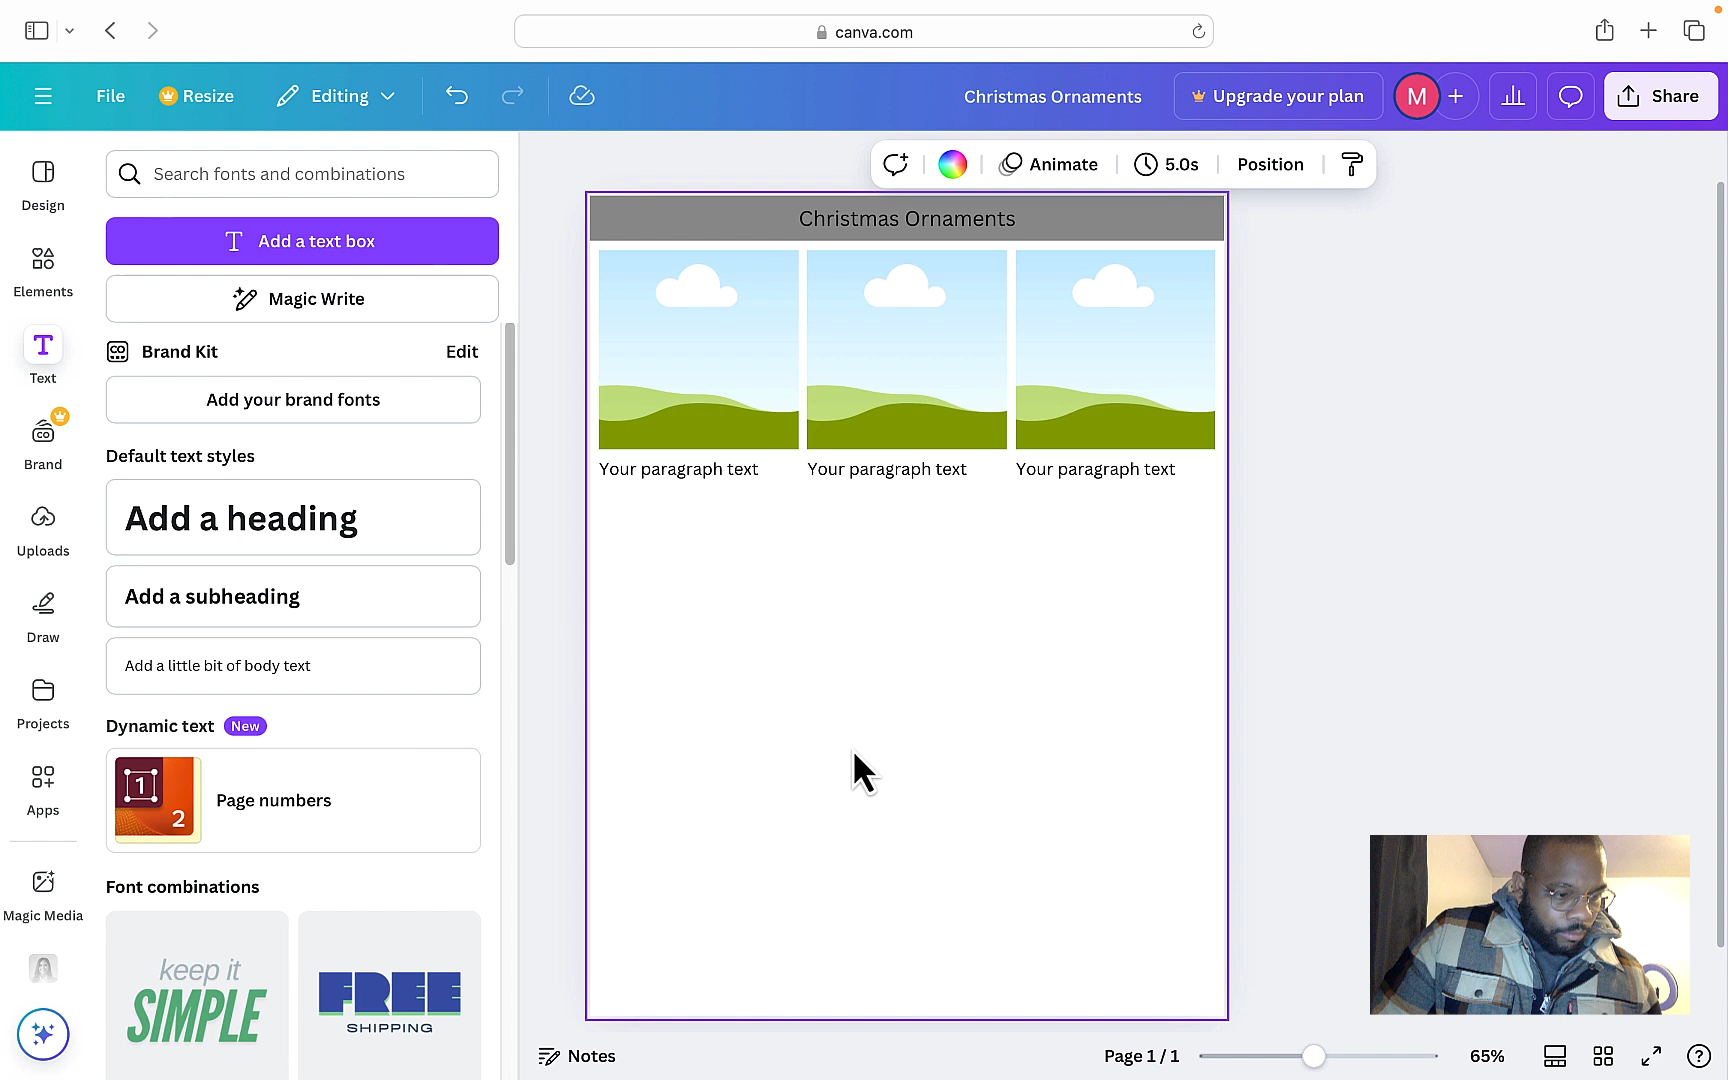 canva.com
File
Resize
Editing
Christmas Ornaments
Upgrade your plan
M
Share
Design
Elements
Text
Brand
Uploads
Draw
Projects
Apps
Magic Media
Search fonts and combinations
Add a text box
Magic Write
Brand Kit
Edit
Add your brand fonts
Default text styles
Add a heading
Add a subheading
Add a little bit of body text
Dynamic text New
1
2
Page numbers
Font combinations
keep it
SIMPLE
FREE
SHIPPING
Animate
5.0s
Position
Christmas Ornaments
Your paragraph text
Your paragraph text
Your paragraph text
Notes
Page 1 / 1
65%